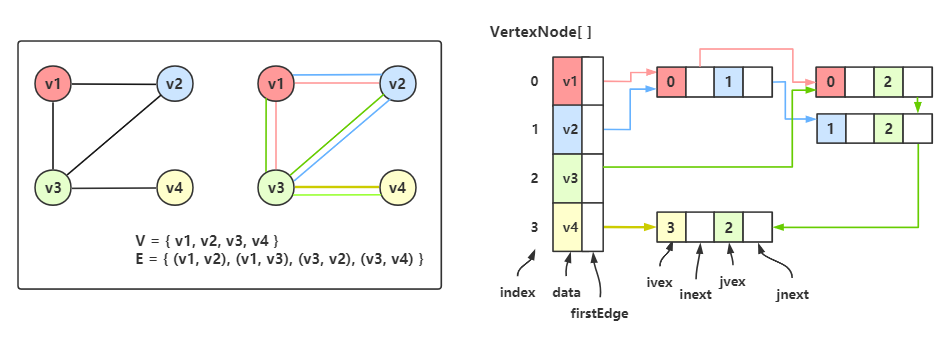 VertexNode[ ]
v1
v2
v3
v4
V = { v1, v2, v3, v4 }
E = { (v1, v2), (v1, v3), (v3, v2), (v3, v4) }
v1
v2
v3
v4
0 v1 0 1 0 2
1 v2 1 2
2 v3
3 v4 3 2
index
data
firstEdge
ivex
inext
jvex
jnext